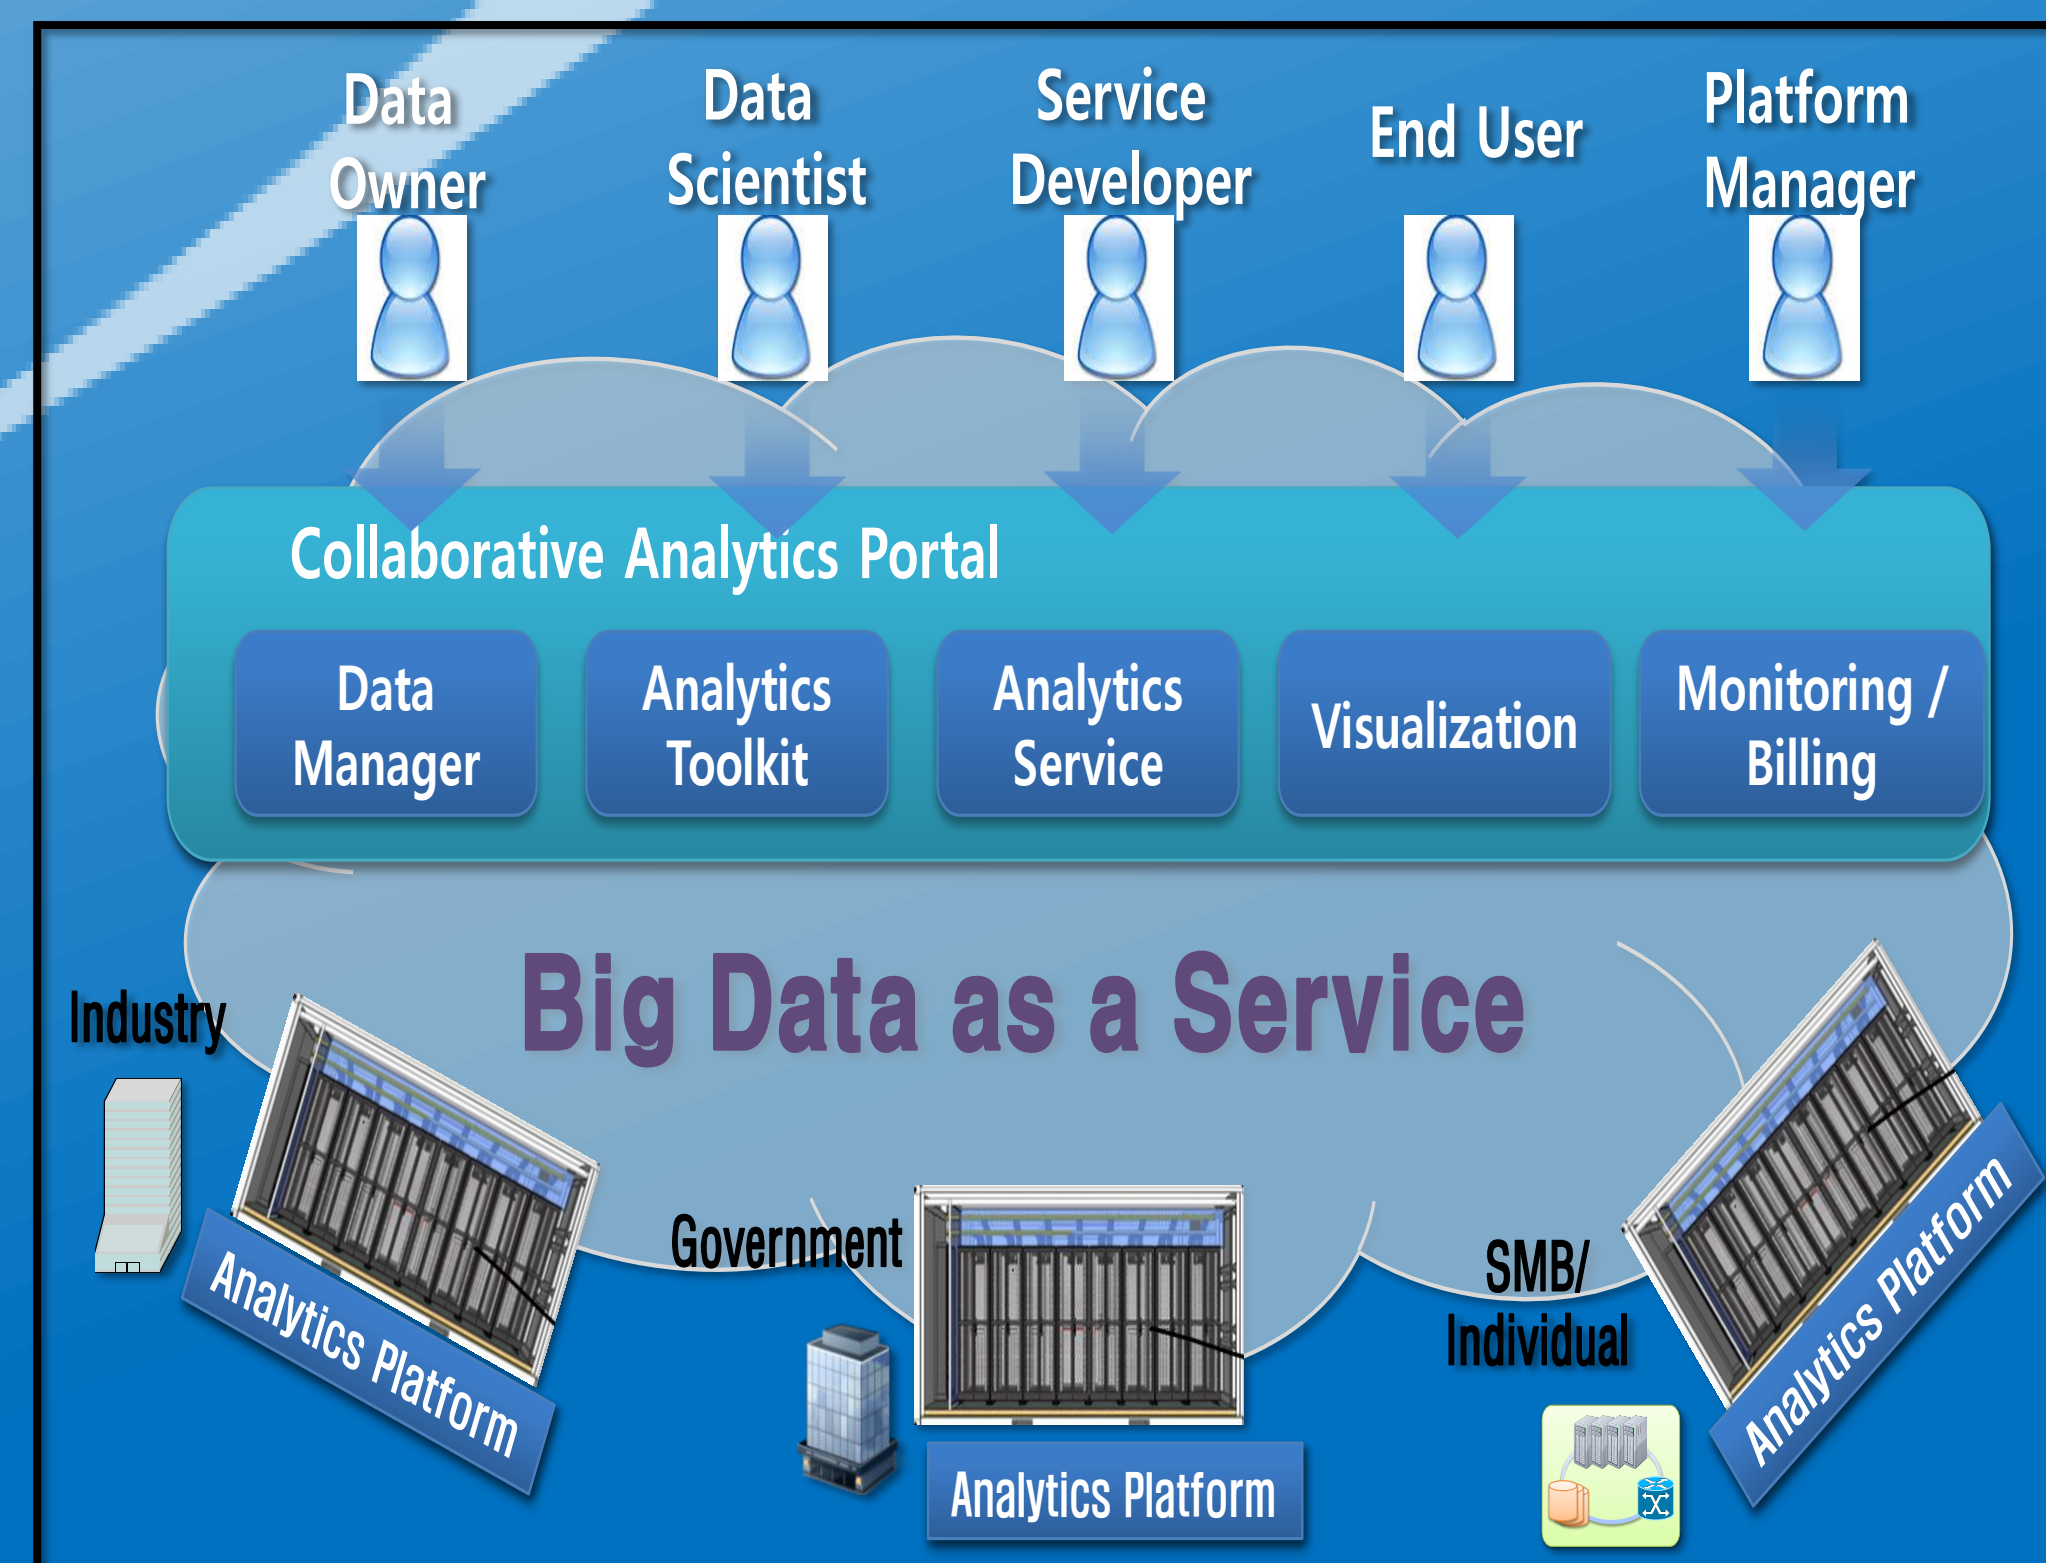 Data
Owner
Data
Scientist
Service
Developer
End User
Platform
Manager
Collaborative Analytics Portal
Data
Manager
Analytics
Toolkit
Analytics
Service
Visualization
Monitoring /
Billing
Big Data as a Service
Industry
Analytics Platform
Government
Analytics Platform
SMB/
Individual
Analytics Platform